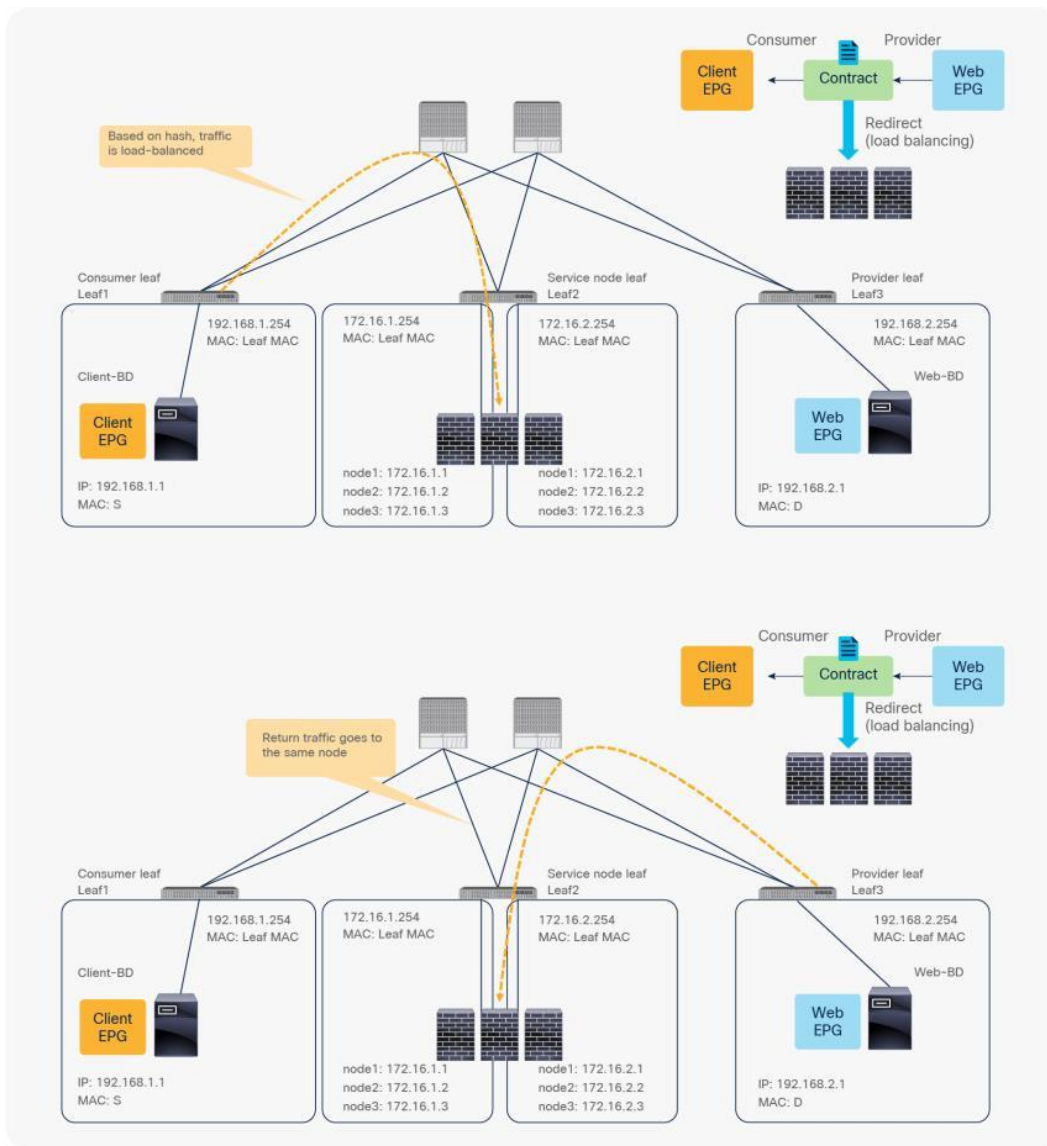 Consumer
Provider
Client
EPG
Contract
Web
EPG
Redirect
(load balancing)
Based on hash, traffic
is load-balanced
Consumer leaf
Leaf1
Service node leaf
Leaf2
Provider leaf
Leaf3
192.168.1.254
MAC: Leaf MAC
172.16.1.254
MAC: Leaf MAC
172.16.2.254
MAC: Leaf MAC
192.168.2.254
MAC: Leaf MAC
Client-BD
Web-BD
Client
EPG
Web
EPG
IP: 192.168.1.1
MAC: S
node1: 172.16.1.1
node2: 172.16.1.2
node3: 172.16.1.3
node1: 172.16.2.1
node2: 172.16.2.2
node3: 172.16.2.3
IP: 192.168.2.1
MAC: D
Consumer
Provider
Client
EPG
Contract
Web
EPG
Redirect
(load balancing)
Return traffic goes to
the same node
Consumer leaf
Leaf1
Service node leaf
Leaf2
Provider leaf
Leaf3
192.168.1.254
MAC: Leaf MAC
172.16.1.254
MAC: Leaf MAC
172.16.2.254
MAC: Leaf MAC
192.168.2.254
MAC: Leaf MAC
Client-BD
Web-BD
Client
EPG
Web
EPG
IP: 192.168.1.1
MAC: S
node1: 172.16.1.1
node2: 172.16.1.2
node3: 172.16.1.3
node1: 172.16.2.1
node2: 172.16.2.2
node3: 172.16.2.3
IP: 192.168.2.1
MAC: D